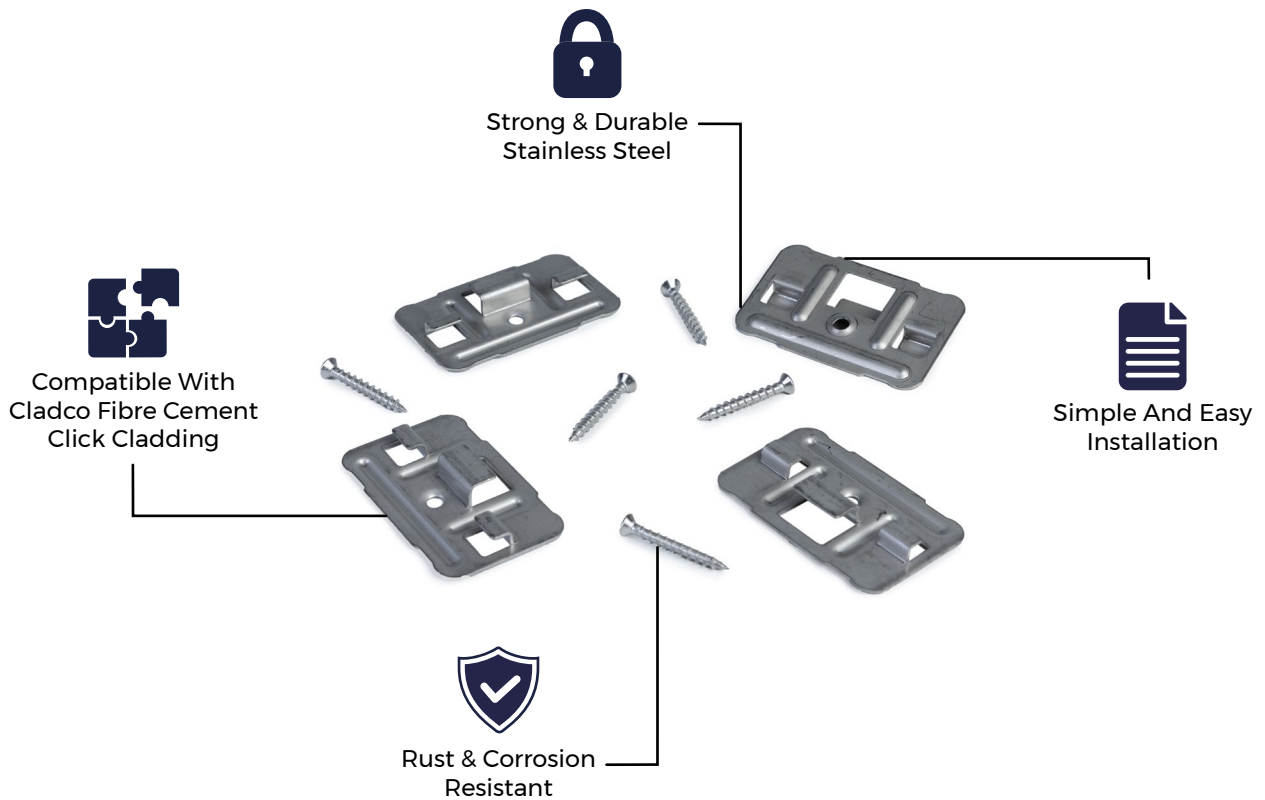 Strong & Durable
Stainless Steel
Compatible With
Cladco Fibre Cement
Click Cladding
Simple And Easy
Installation
Rust & Corrosion
Resistant